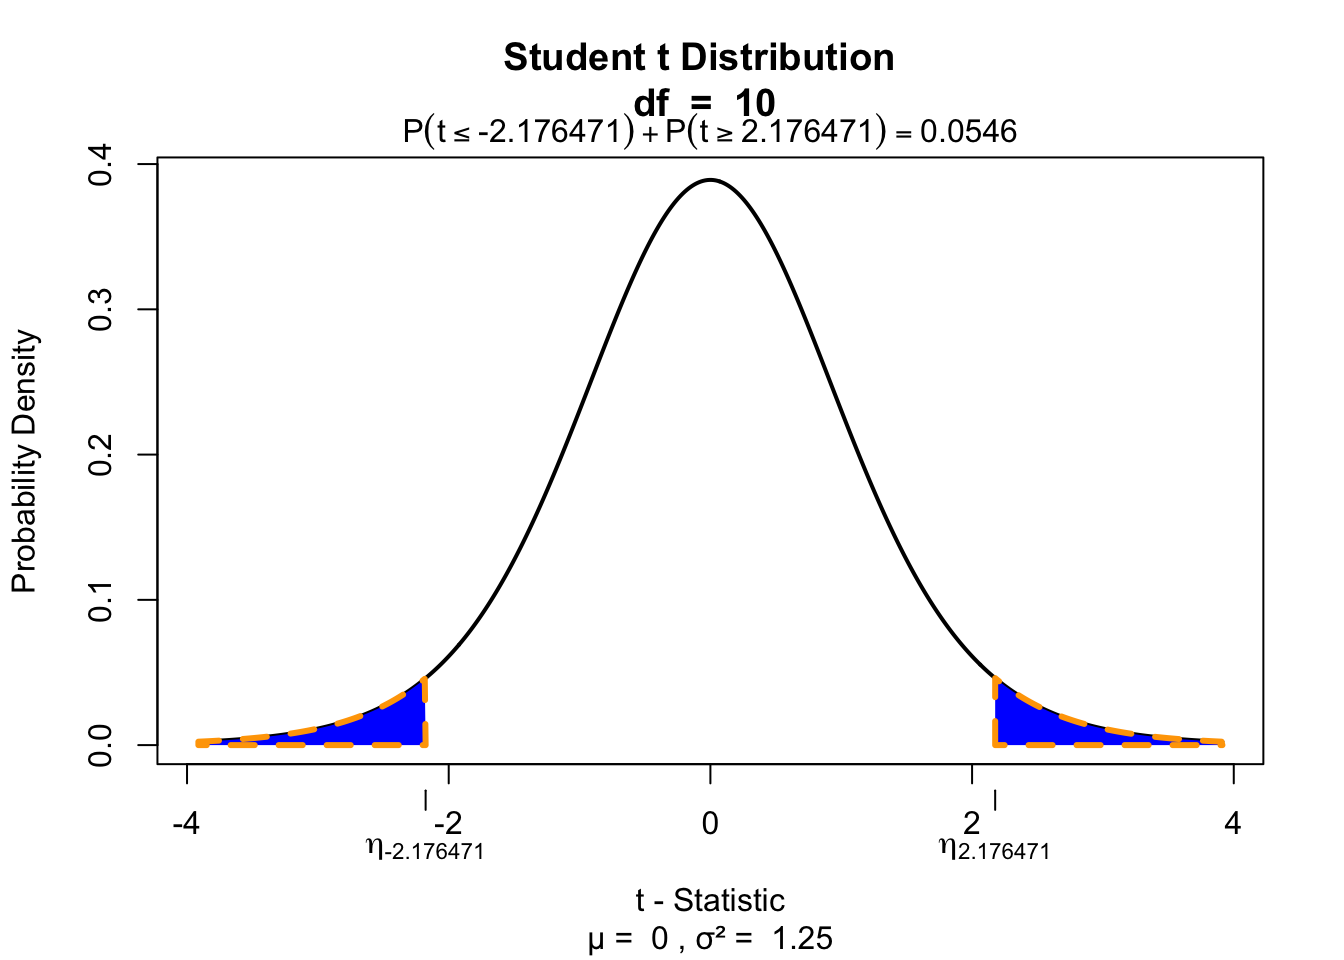 Student t Distribution
df = 10
P(t ≤ -2.176471) + P(t ≥ 2.176471) = 0.0546
Probability Density
0.4
0.3
0.2
0.1
0.0
-4 -2 0 2 4
η-2.176471 η2.176471
t - Statistic
μ = 0 , σ² = 1.25